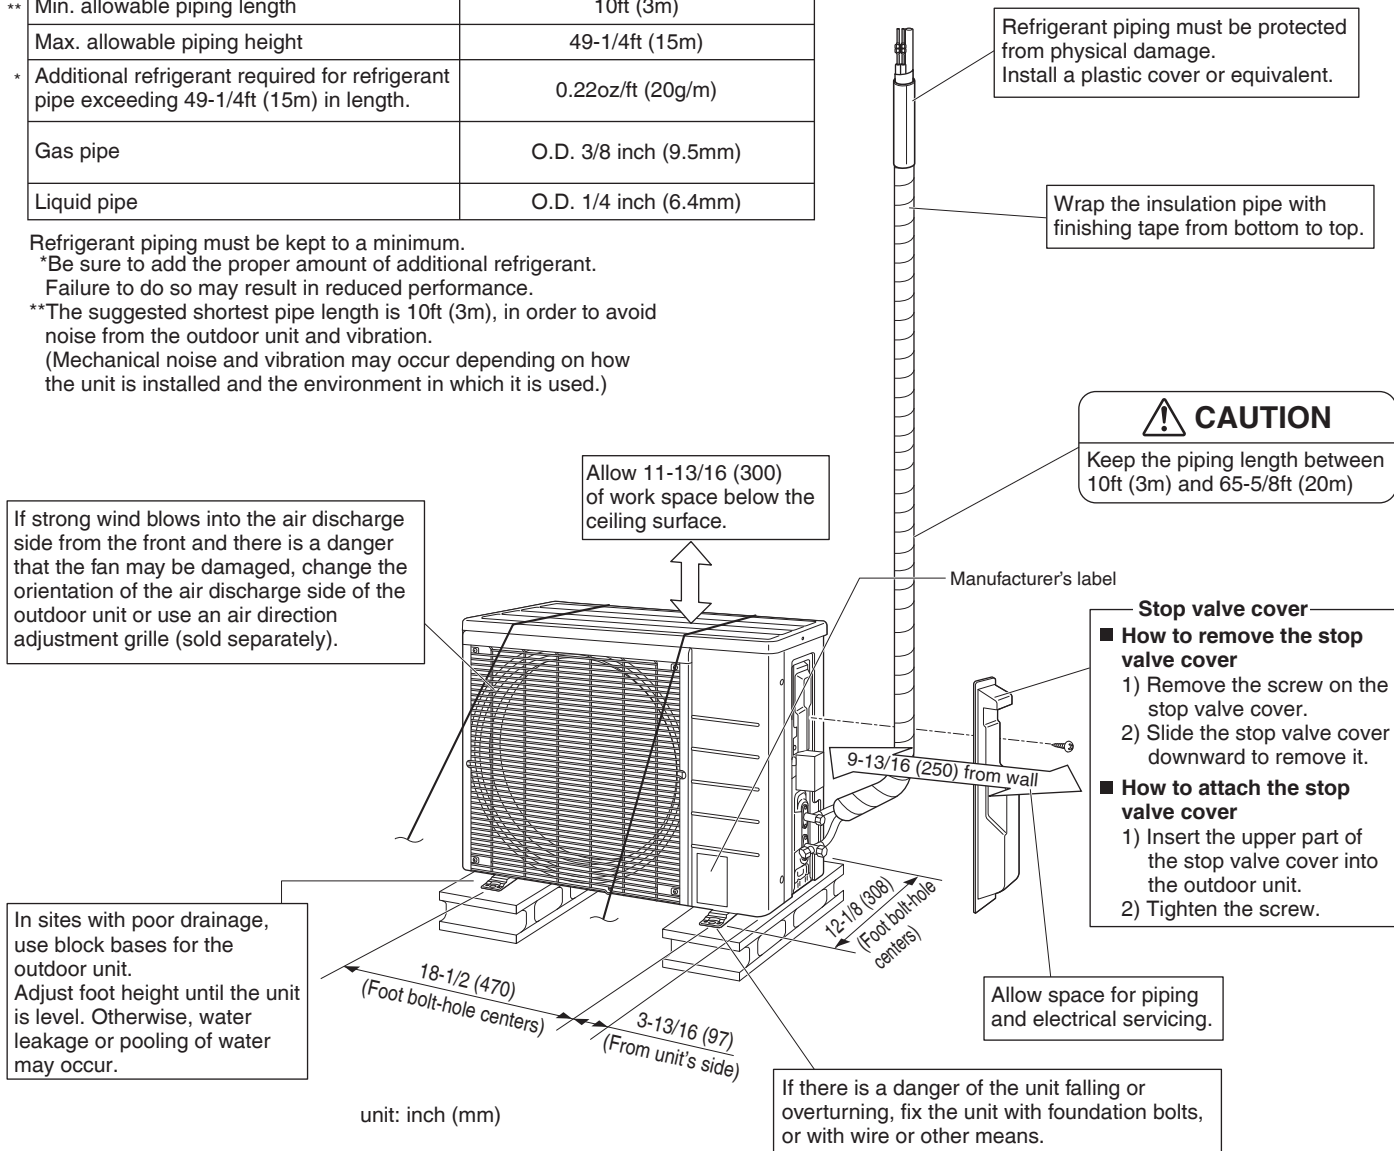 ** Min. allowable piping length 10ft (3m)
Max. allowable piping height 49-1/4ft (15m)
* Additional refrigerant required for refrigerant
pipe exceeding 49-1/4ft (15m) in length. 0.22oz/ft (20g/m)
Gas pipe O.D. 3/8 inch (9.5mm)
Liquid pipe O.D. 1/4 inch (6.4mm)
Refrigerant piping must be kept to a minimum.
*Be sure to add the proper amount of additional refrigerant.
Failure to do so may result in reduced performance.
**The suggested shortest pipe length is 10ft (3m), in order to avoid
noise from the outdoor unit and vibration.
(Mechanical noise and vibration may occur depending on how
the unit is installed and the environment in which it is used.)
Refrigerant piping must be protected
from physical damage.
Install a plastic cover or equivalent.
Wrap the insulation pipe with
finishing tape from bottom to top.
CAUTION
Keep the piping length between
10ft (3m) and 65-5/8ft (20m)
Allow 11-13/16 (300)
of work space below the
ceiling surface.
If strong wind blows into the air discharge
side from the front and there is a danger
that the fan may be damaged, change the
orientation of the air discharge side of the
outdoor unit or use an air direction
adjustment grille (sold separately).
Manufacturer's label
Stop valve cover
■ How to remove the stop
valve cover
1) Remove the screw on the
stop valve cover.
2) Slide the stop valve cover
downward to remove it.
■ How to attach the stop
valve cover
1) Insert the upper part of
the stop valve cover into
the outdoor unit.
2) Tighten the screw.
9-13/16 (250) from wall
12-1/8 (308)
(Foot bolt-hole
centers)
In sites with poor drainage,
use block bases for the
outdoor unit.
Adjust foot height until the unit
is level. Otherwise, water
leakage or pooling of water
may occur.
18-1/2 (470)
(Foot bolt-hole centers)
3-13/16 (97)
(From unit's side)
Allow space for piping
and electrical servicing.
If there is a danger of the unit falling or
overturning, fix the unit with foundation bolts,
or with wire or other means.
unit: inch (mm)